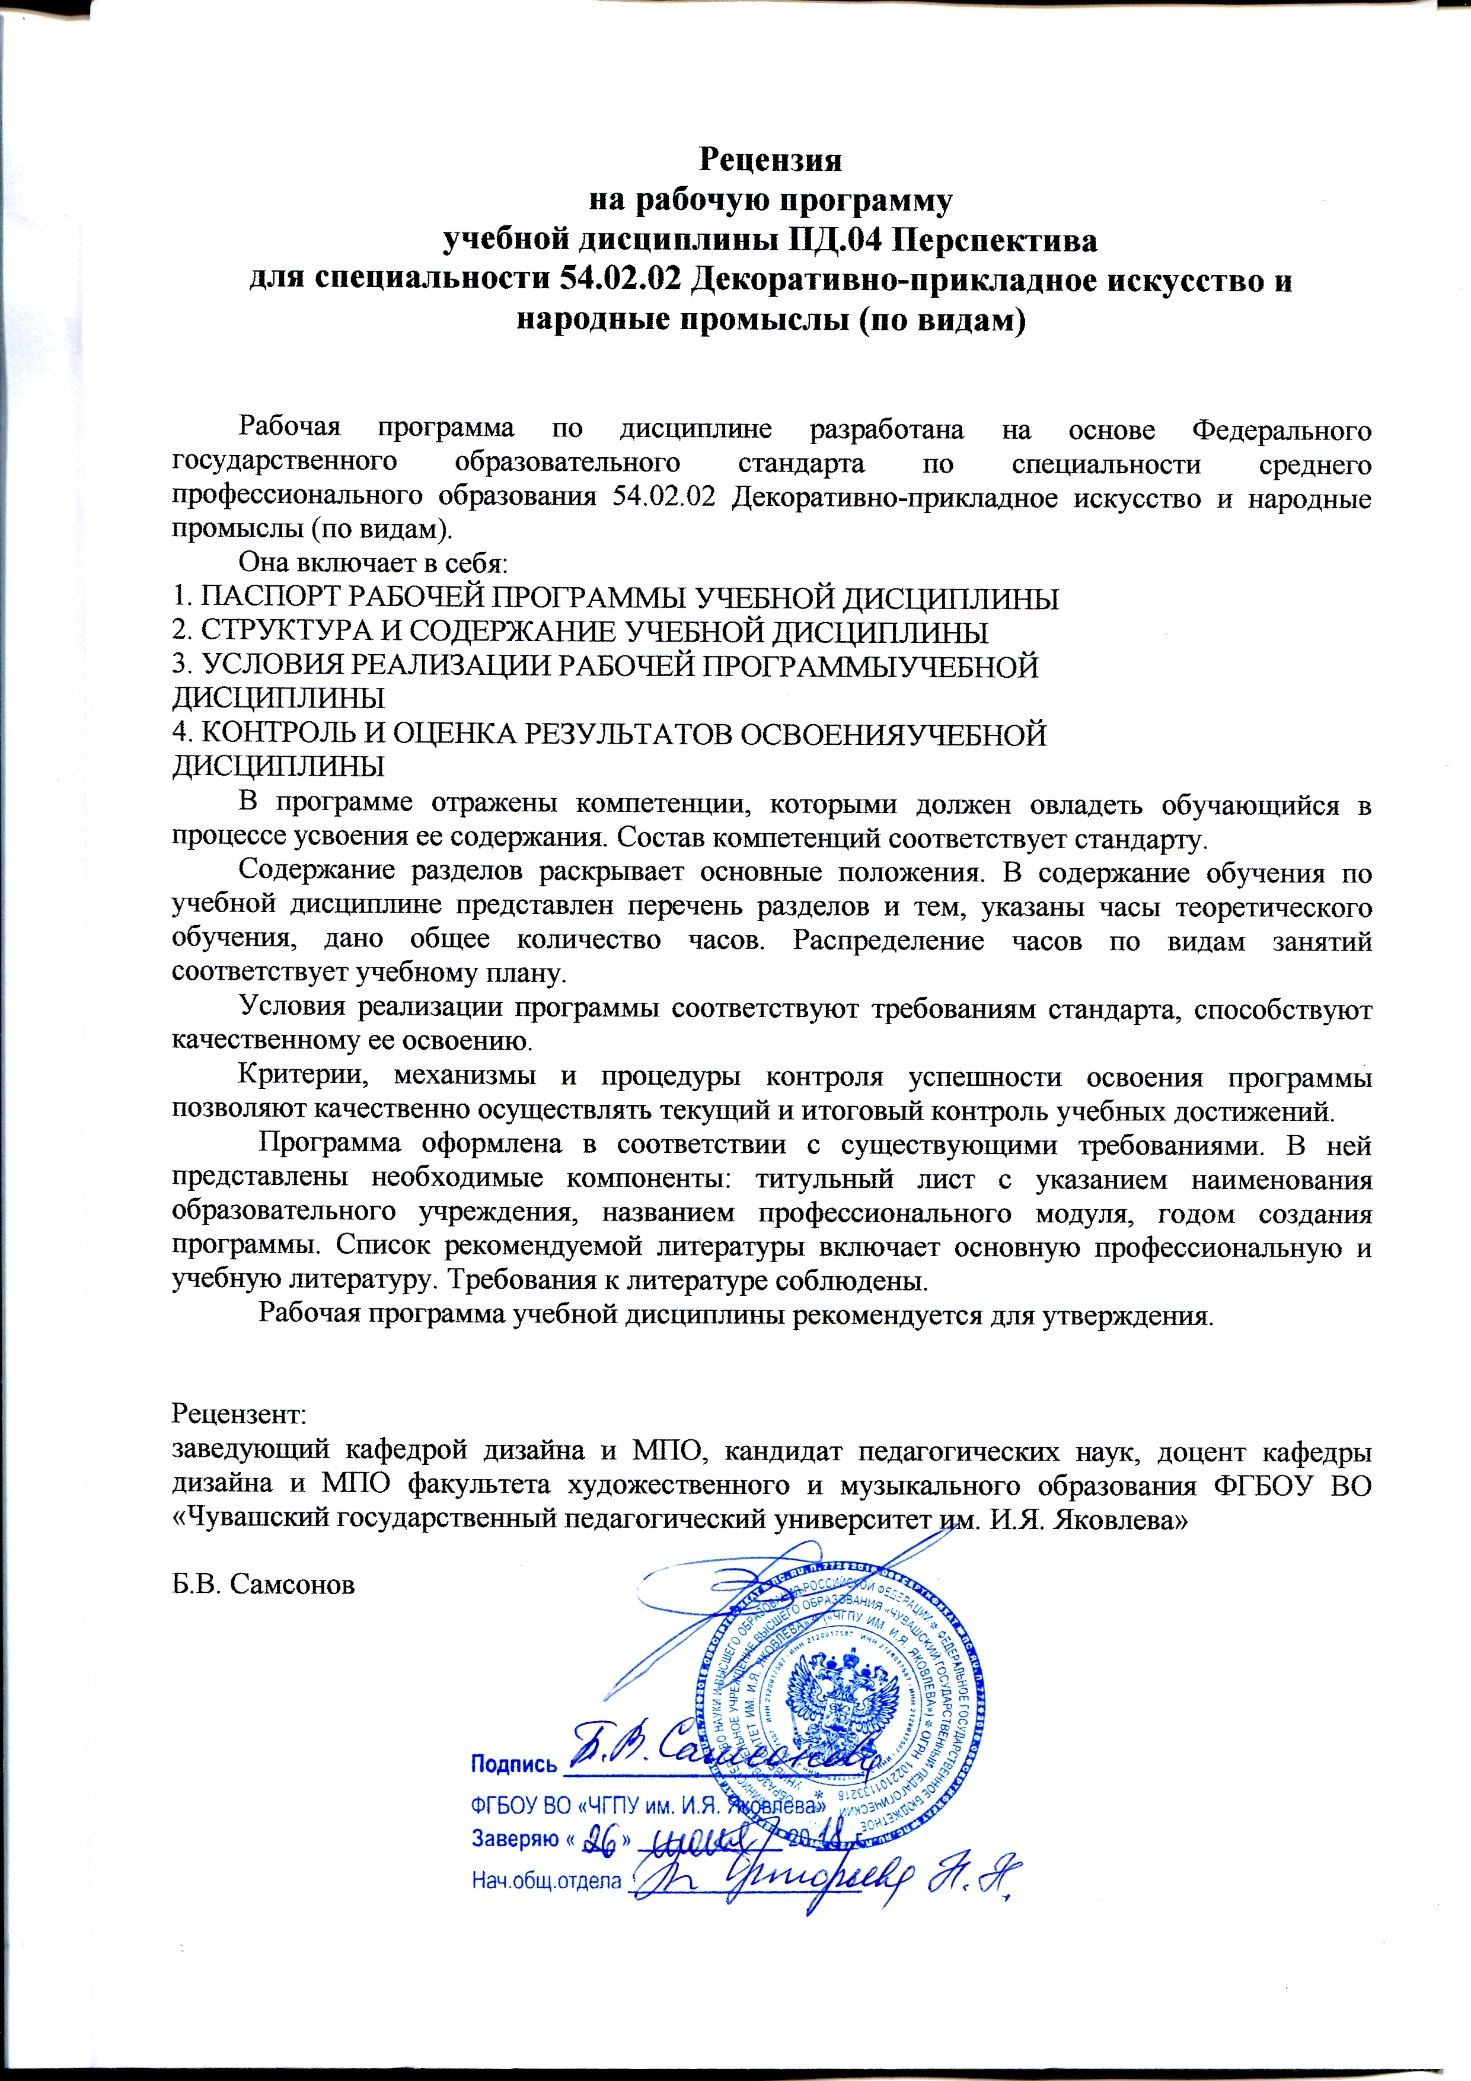 Рецензия
на рабочую программу
учебной дисциплины ПД.04 Перспектива
для специальности 54.02.02 Декоративно-прикладное искусство и
народные промыслы (по видам)
Рабочая программа по дисциплине разработана на основе Федерального
государственного образовательного стандарта по специальности среднего
профессионального образования 54.02.02 Декоративно-прикладное искусство и народные
промыслы (по видам).
Она включает в себя:
1. ПАСПОРТ РАБОЧЕЙ ПРОГРАММЫ УЧЕБНОЙ ДИСЦИПЛИНЫ
2. СТРУКТУРА И СОДЕРЖАНИЕ УЧЕБНОЙ ДИСЦИПЛИНЫ
3. УСЛОВИЯ РЕАЛИЗАЦИИ РАБОЧЕЙ ПРОГРАММЫУЧЕБНОЙ
ДИСЦИПЛИНЫ
4. КОНТРОЛЬ И ОЦЕНКА РЕЗУЛЬТАТОВ ОСВОЕНИЯУЧЕБНОЙ
ДИСЦИПЛИНЫ
В программе отражены компетенции, которыми должен овладеть обучающийся в
процессе усвоения ее содержания. Состав компетенций соответствует стандарту.
Содержание разделов раскрывает основные положения. В содержание обучения по
учебной дисциплине представлен перечень разделов и тем, указаны часы теоретического
обучения, дано общее количество часов. Распределение часов по видам занятий
соответствует учебному плану.
Условия реализации программы соответствуют требованиям стандарта, способствуют
качественному ее освоению.
Критерии, механизмы и процедуры контроля успешности освоения программы
позволяют качественно осуществлять текущий и итоговый контроль учебных достижений.
Программа оформлена в соответствии с существующими требованиями. В ней
представлены необходимые компоненты: титульный лист с указанием наименования
образовательного учреждения, названием профессионального модуля, годом создания
программы. Список рекомендуемой литературы включает основную профессиональную и
учебную литературу. Требования к литературе соблюдены.
Рабочая программа учебной дисциплины рекомендуется для утверждения.
Рецензент:
заведующий кафедрой дизайна и МПО, кандидат педагогических наук, доцент кафедры
дизайна и МПО факультета художественного и музыкального образования ФГБОУ ВО
«Чувашский государственный педагогический университет им. И.Я. Яковлева»
Б.В. Самсонов
Подпись Б.В. Самсонова
ФГБОУ ВО «ЧГПУ им. И.Я. Яковлева»
Заверяю «26» июня 2018 г.
Нач.общ.отдела Григорьева Н.Н.